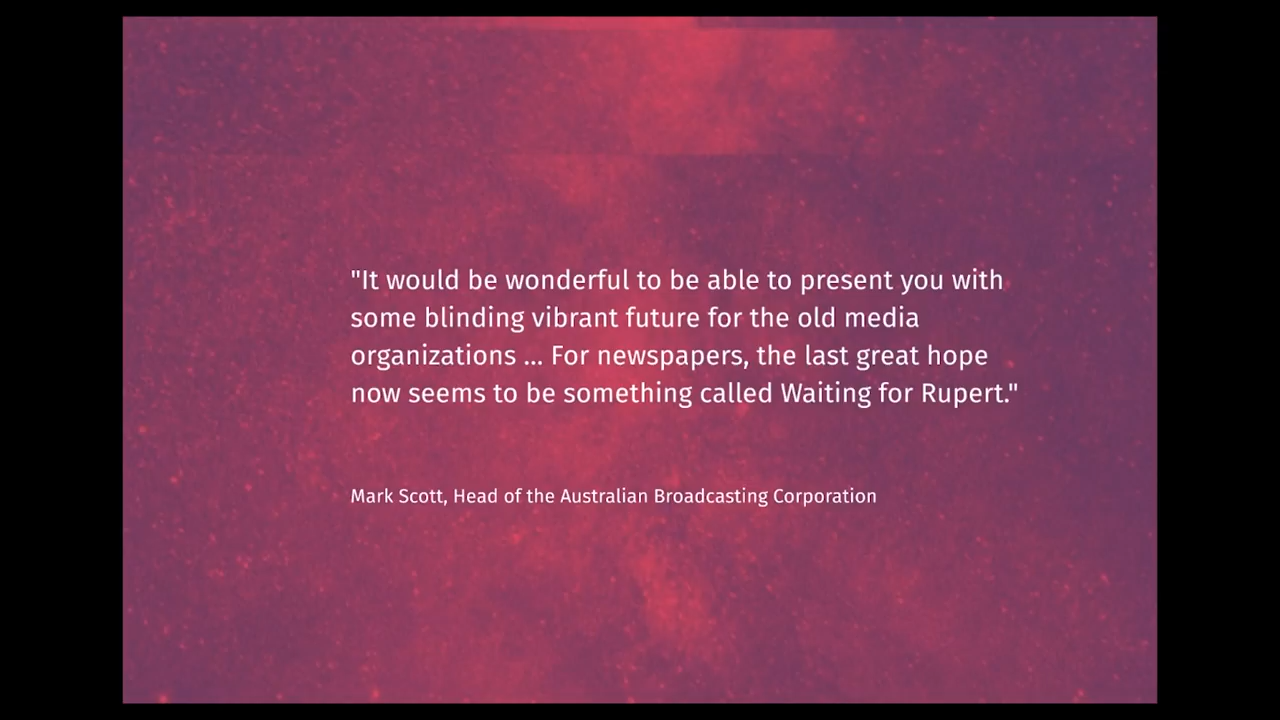 "It would be wonderful to be able to present you with
some blinding vibrant future for the old media
organizations ... For newspapers, the last great hope
now seems to be something called Waiting for Rupert."
Mark Scott, Head of the Australian Broadcasting Corporation